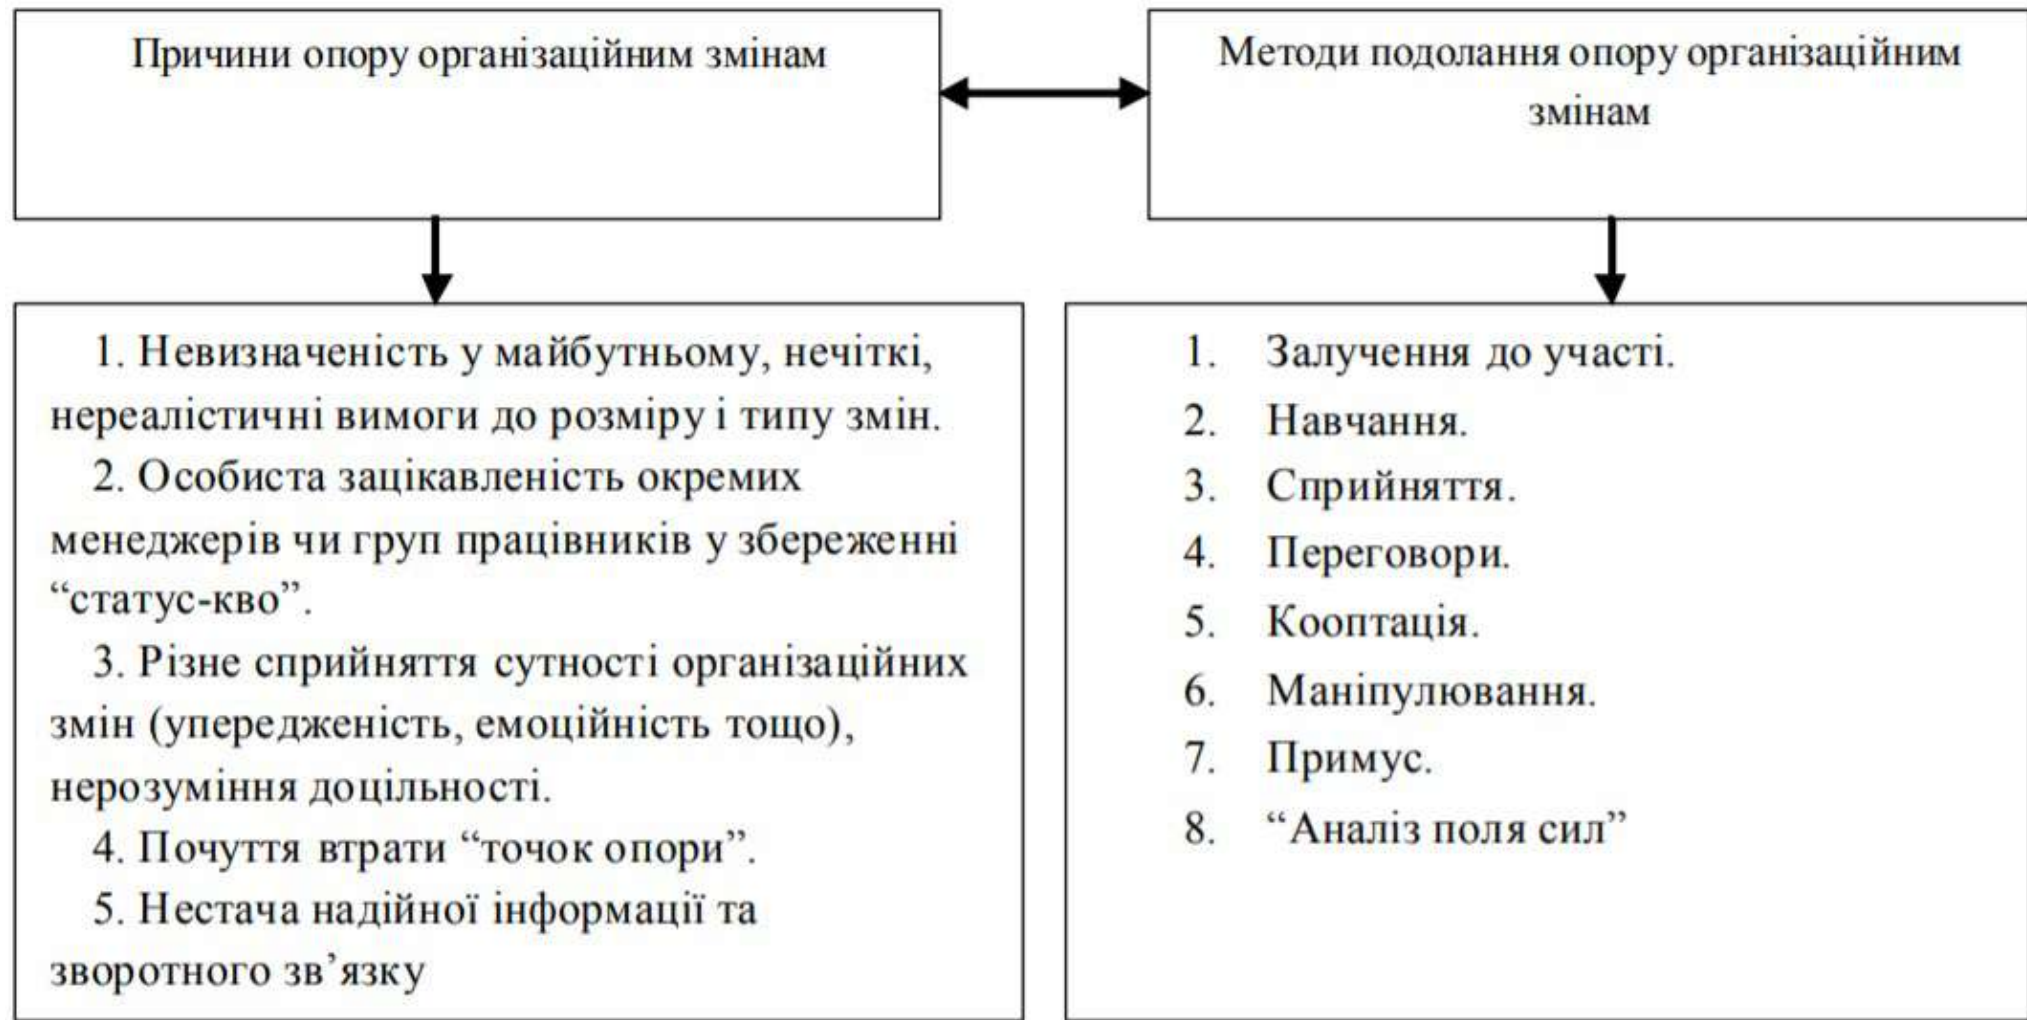 Причини опору організаційним змінам
Методи подолання опору організаційним
змінам
1. Невизначеність у майбутньому, нечіткі,
нереалістичні вимоги до розміру і типу змін.
2. Особиста зацікавленість окремих
менеджерів чи груп працівників у збереженні
“статус-кво”.
3. Різне сприйняття сутності організаційних
змін (упередженість, емоційність тощо),
нерозуміння доцільності.
4. Почуття втрати “точок опори”.
5. Нестача надійної інформації та
зворотного зв’язку
1. Залучення до участі.
2. Навчання.
3. Сприйняття.
4. Переговори.
5. Кооптація.
6. Маніпулювання.
7. Примус.
8. “Аналіз поля сил”